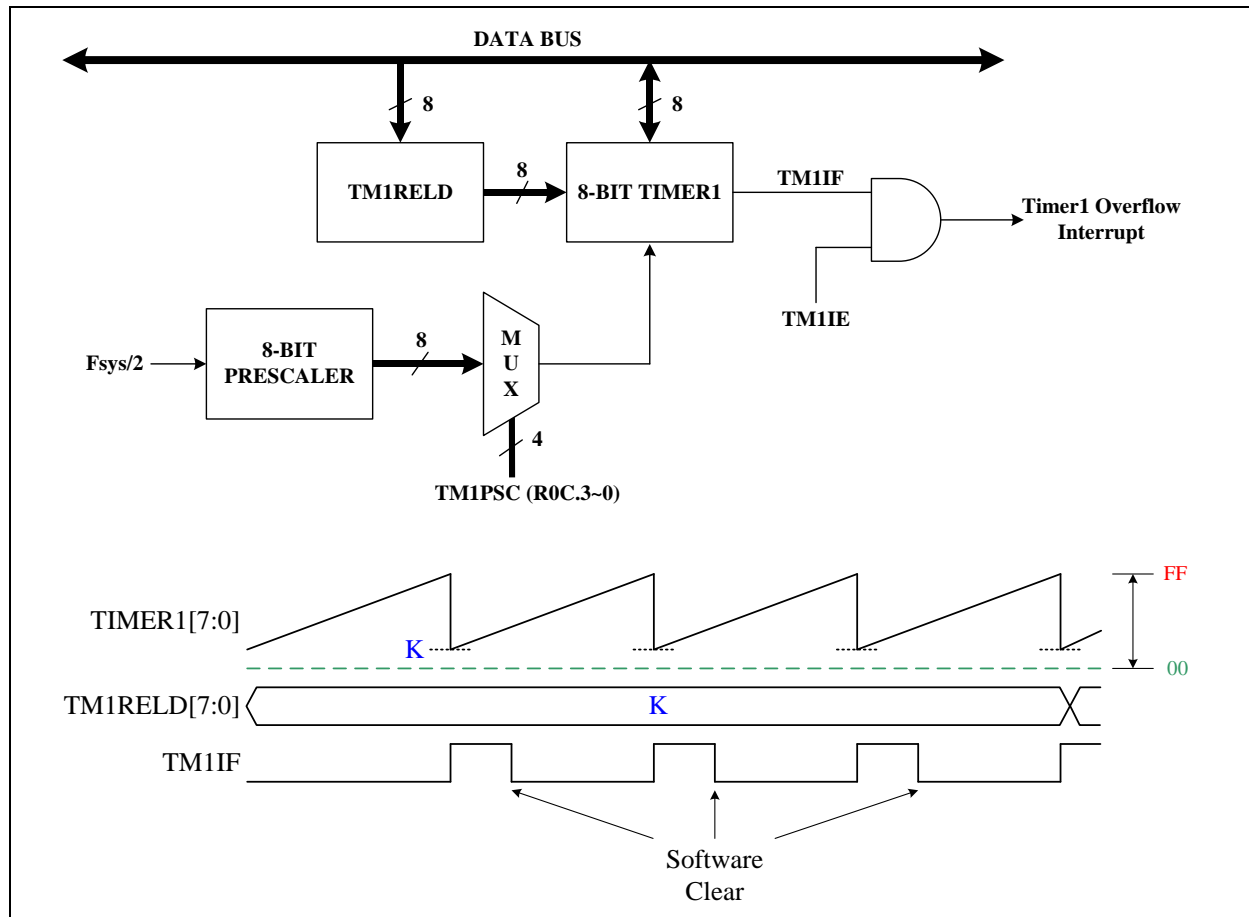 DATA BUS
8
8
TM1RELD
8
8-BIT TIMER1
TM1IF
Timer1 Overflow
Interrupt
TM1IE
Fsys/2
8-BIT
PRESCALER
8
M
U
X
4
TM1PSC (R0C.3~0)
TIMER1[7:0]
K
FF
00
TM1RELD[7:0]
K
TM1IF
Software
Clear